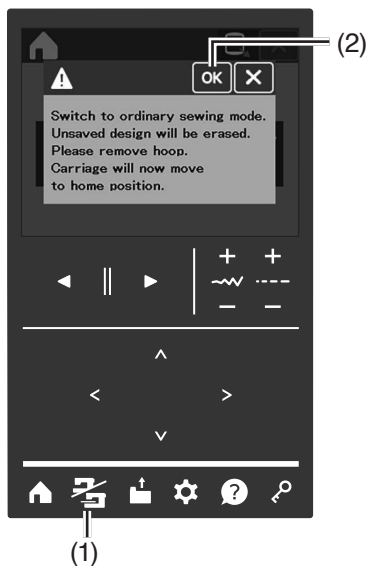 (2)
OK
Switch to ordinary sewing mode.
Unsaved design will be erased.
Please remove hoop.
Carriage will now move
to home position.
+ +
− −
?
(1)